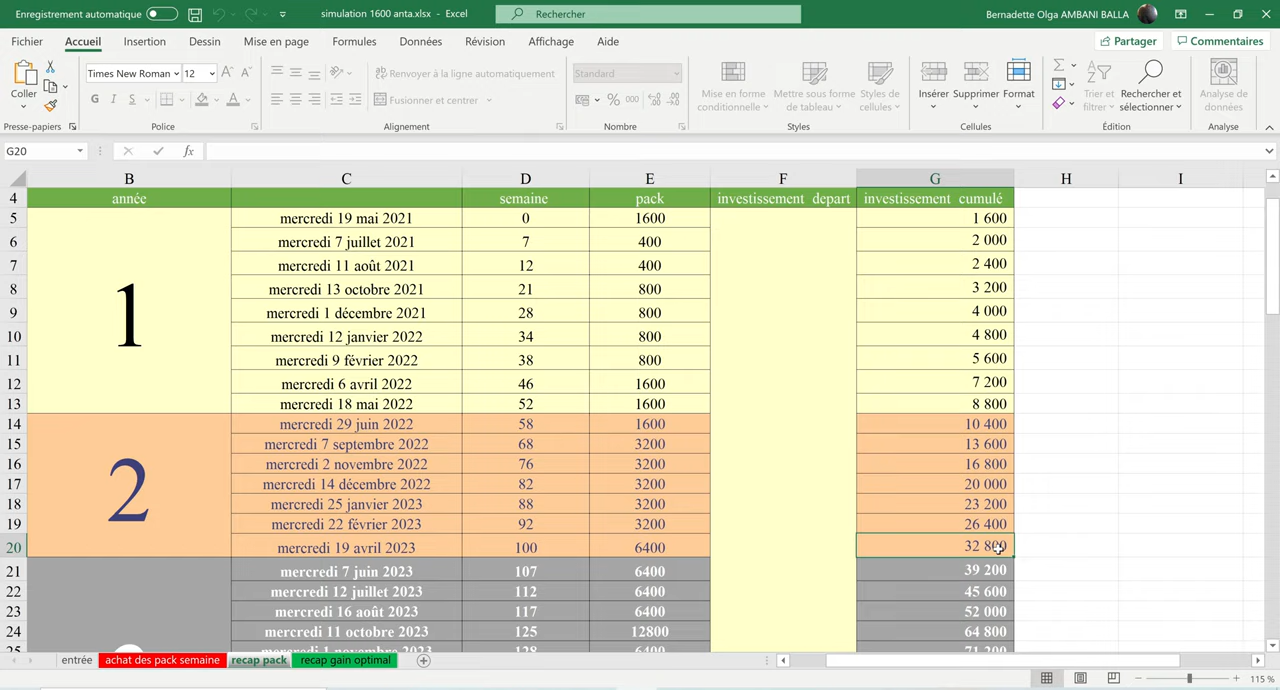 Enregistrement automatique simulation 1600 anta.xlsx - Excel Rechercher Bernadette Olga AMBANI BALLA
Fichier Accueil Insertion Dessin Mise en page Formules Données Révision Affichage Aide Partager Commentaires
Times New Roman 12 Renvoyer à la ligne automatiquement Standard
Coller G I S Fusionner et centrer % 000 Mise en forme conditionnelle Mettre sous forme de tableau Styles de cellules Insérer Supprimer Format Trier et filtrer Rechercher et sélectionner Analyse de données
Presse-papiers Police Alignement Nombre Styles Cellules Édition Analyse
G20 fx
B C D E F G H I
4 année semaine pack investissement depart investissement cumulé
5 mercredi 19 mai 2021 0 1600 1 600
6 mercredi 7 juillet 2021 7 400 2 000
7 mercredi 11 août 2021 12 400 2 400
8 mercredi 13 octobre 2021 21 800 3 200
9 1 mercredi 1 décembre 2021 28 800 4 000
10 mercredi 12 janvier 2022 34 800 4 800
11 mercredi 9 février 2022 38 800 5 600
12 mercredi 6 avril 2022 46 1600 7 200
13 mercredi 18 mai 2022 52 1600 8 800
14 mercredi 29 juin 2022 58 1600 10 400
15 mercredi 7 septembre 2022 68 3200 13 600
16 mercredi 2 novembre 2022 76 3200 16 800
17 2 mercredi 14 décembre 2022 82 3200 20 000
18 mercredi 25 janvier 2023 88 3200 23 200
19 mercredi 22 février 2023 92 3200 26 400
20 mercredi 19 avril 2023 100 6400 32 800
21 mercredi 7 juin 2023 107 6400 39 200
22 mercredi 12 juillet 2023 112 6400 45 600
23 mercredi 16 août 2023 117 6400 52 000
24 mercredi 11 octobre 2023 125 12800 64 800
25 128 6400 71 200
entrée achat des pack semaine recap pack recap gain optimal
115 %